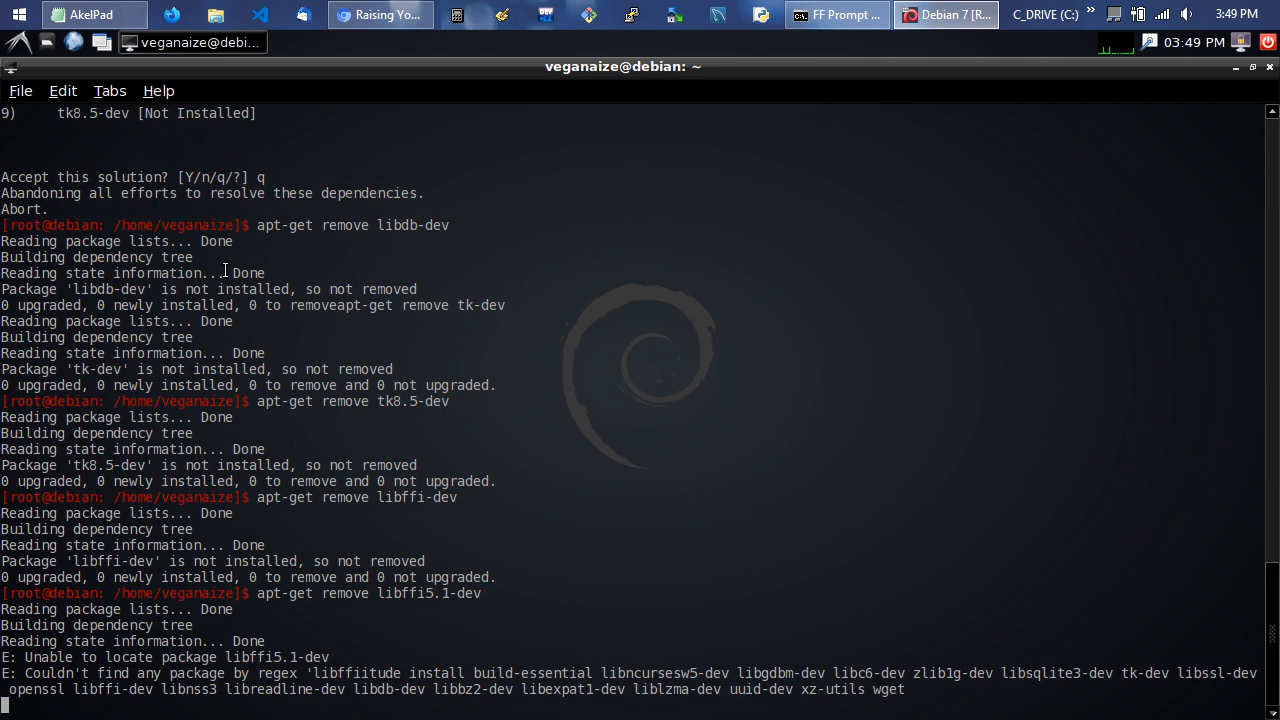 AkelPad
Raising Yo...
FF Prompt ...
Debian 7 [R...
C_DRIVE (C:)
3:49 PM
veganaize@debi...
03:49 PM
veganaize@debian: ~
File Edit Tabs Help
9) tk8.5-dev [Not Installed]
Accept this solution? [Y/n/q/?] q
Abandoning all efforts to resolve these dependencies.
Abort.
[root@debian: /home/veganaize]$ apt-get remove libdb-dev
Reading package lists... Done
Building dependency tree
Reading state information... Done
Package 'libdb-dev' is not installed, so not removed
0 upgraded, 0 newly installed, 0 to removeapt-get remove tk-dev
Reading package lists... Done
Building dependency tree
Reading state information... Done
Package 'tk-dev' is not installed, so not removed
0 upgraded, 0 newly installed, 0 to remove and 0 not upgraded.
[root@debian: /home/veganaize]$ apt-get remove tk8.5-dev
Reading package lists... Done
Building dependency tree
Reading state information... Done
Package 'tk8.5-dev' is not installed, so not removed
0 upgraded, 0 newly installed, 0 to remove and 0 not upgraded.
[root@debian: /home/veganaize]$ apt-get remove libffi-dev
Reading package lists... Done
Building dependency tree
Reading state information... Done
Package 'libffi-dev' is not installed, so not removed
0 upgraded, 0 newly installed, 0 to remove and 0 not upgraded.
[root@debian: /home/veganaize]$ apt-get remove libffi5.1-dev
Reading package lists... Done
Building dependency tree
Reading state information... Done
E: Unable to locate package libffi5.1-dev
E: Couldn't find any package by regex 'libffiitude install build-essential libncursesw5-dev libgdbm-dev libc6-dev zlib1g-dev libsqlite3-dev tk-dev libssl-dev
openssl libffi-dev libnss3 libreadline-dev libdb-dev libbz2-dev libexpat1-dev liblzma-dev uuid-dev xz-utils wget